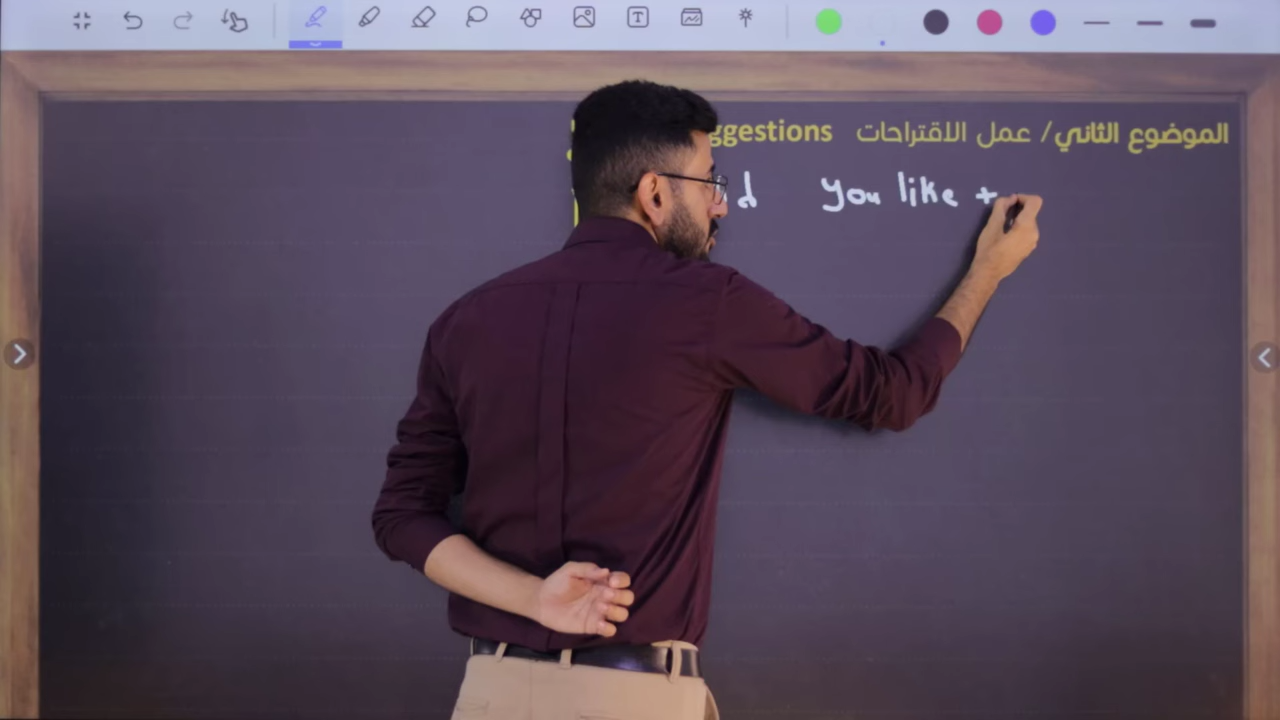 الموضوع الثاني/ عمل الاقتراحات ggestions
d you like t